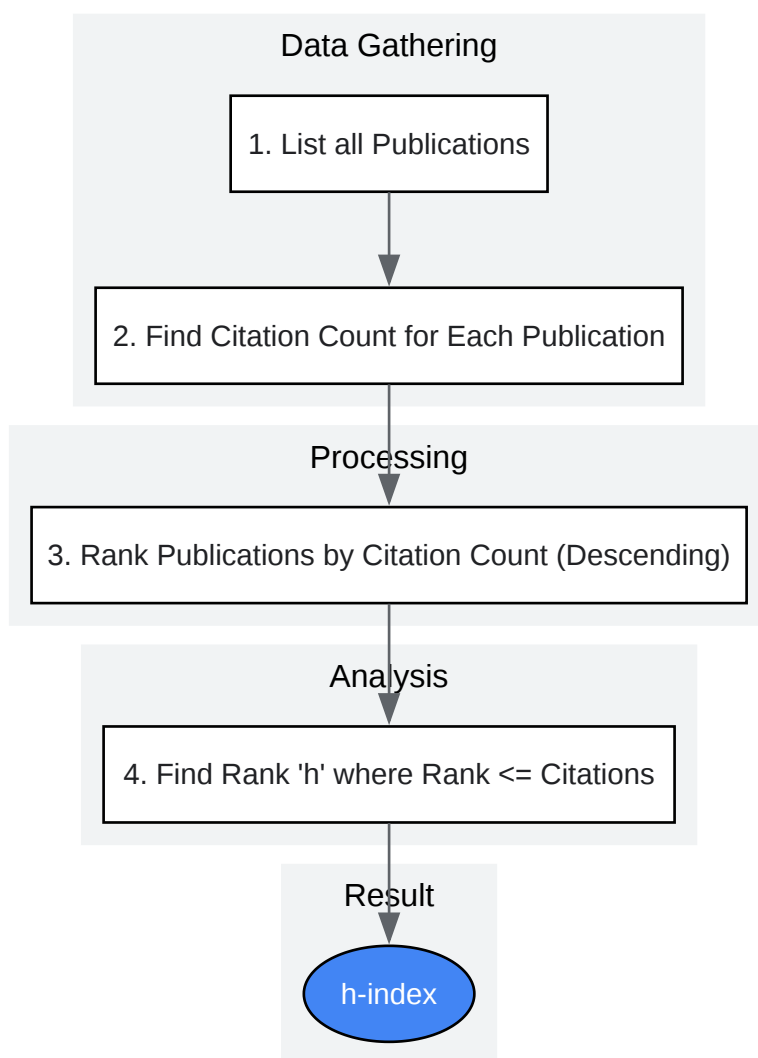 Data Gathering
1. List all Publications
2. Find Citation Count for Each Publication
Processing
3. Rank Publications by Citation Count (Descending)
Analysis
4. Find Rank 'h' where Rank <= Citations
Result
h-index